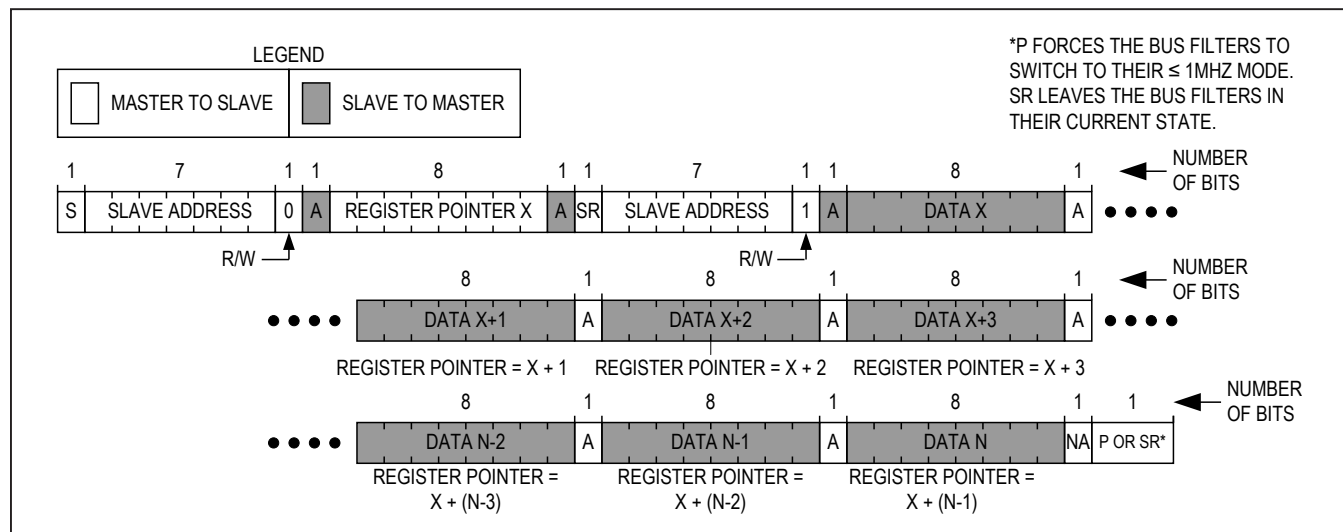 LEGEND
MASTER TO SLAVE
SLAVE TO MASTER
*P FORCES THE BUS FILTERS TO
SWITCH TO THEIR ≤ 1MHZ MODE.
SR LEAVES THE BUS FILTERS IN
THEIR CURRENT STATE.
1 7 1 1 8 1 1 7 1 1 8 1 NUMBER
OF BITS
S SLAVE ADDRESS 0 A REGISTER POINTER X A SR SLAVE ADDRESS 1 A DATA X A
R/W R/W
8 1 8 1 8 1 NUMBER
OF BITS
DATA X+1 A DATA X+2 A DATA X+3 A
REGISTER POINTER = X + 1 REGISTER POINTER = X + 2 REGISTER POINTER = X + 3
8 1 8 1 8 1 1 NUMBER
OF BITS
DATA N-2 A DATA N-1 A DATA N NA P OR SR*
REGISTER POINTER = REGISTER POINTER = REGISTER POINTER =
X + (N-3) X + (N-2) X + (N-1)